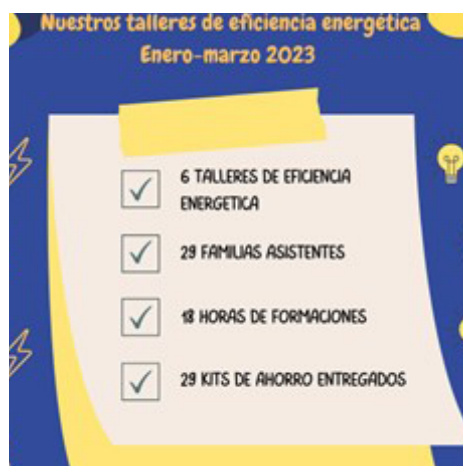 Nuestros talleres de eficiencia energética
Enero-marzo 2023
6 TALLERES DE EFICIENCIA
ENERGETICA
29 FAMILIAS ASISTENTES
18 HORAS DE FORMACIONES
29 KITS DE AHORRO ENTREGADOS